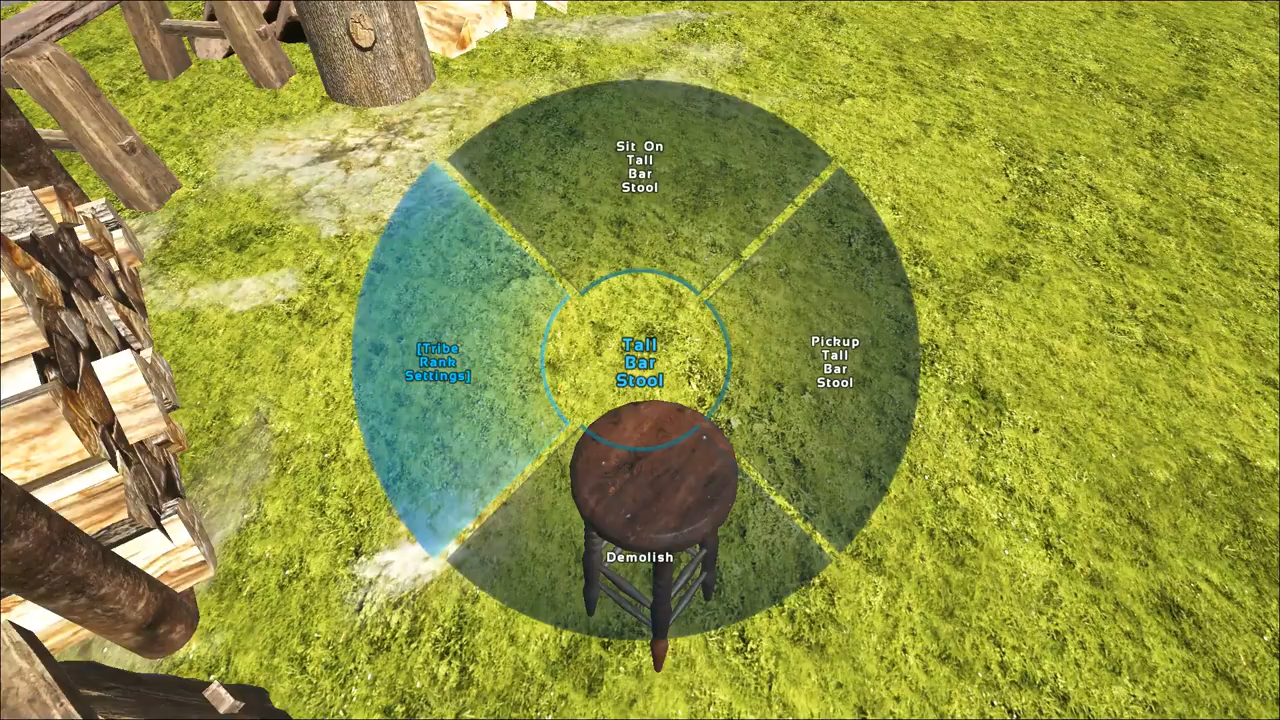 Sit On
Tall
Bar
Stool
[Tribe
Rank
Settings]
Tall
Bar
Stool
Pickup
Tall
Bar
Stool
Demolish